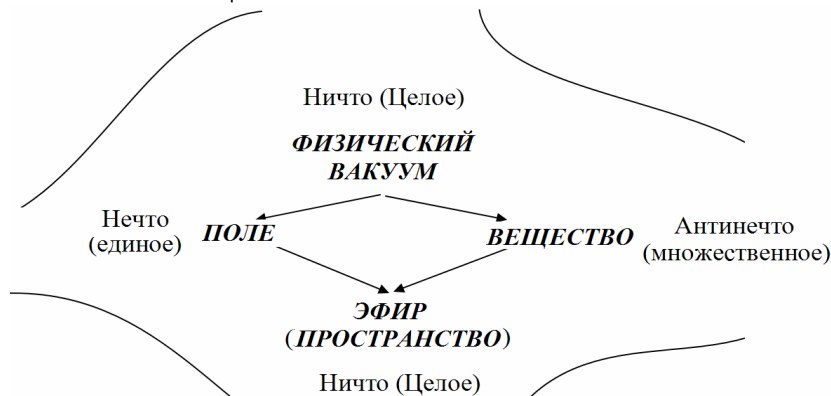 Ничто (Целое)
ФИЗИЧЕСКИЙ
ВАКУУМ
Нечто
(единое)
ПОЛЕ
ВЕЩЕСТВО
Антинечто
(множественное)
ЭФИР
(ПРОСТРАНСТВО)
Ничто (Целое)